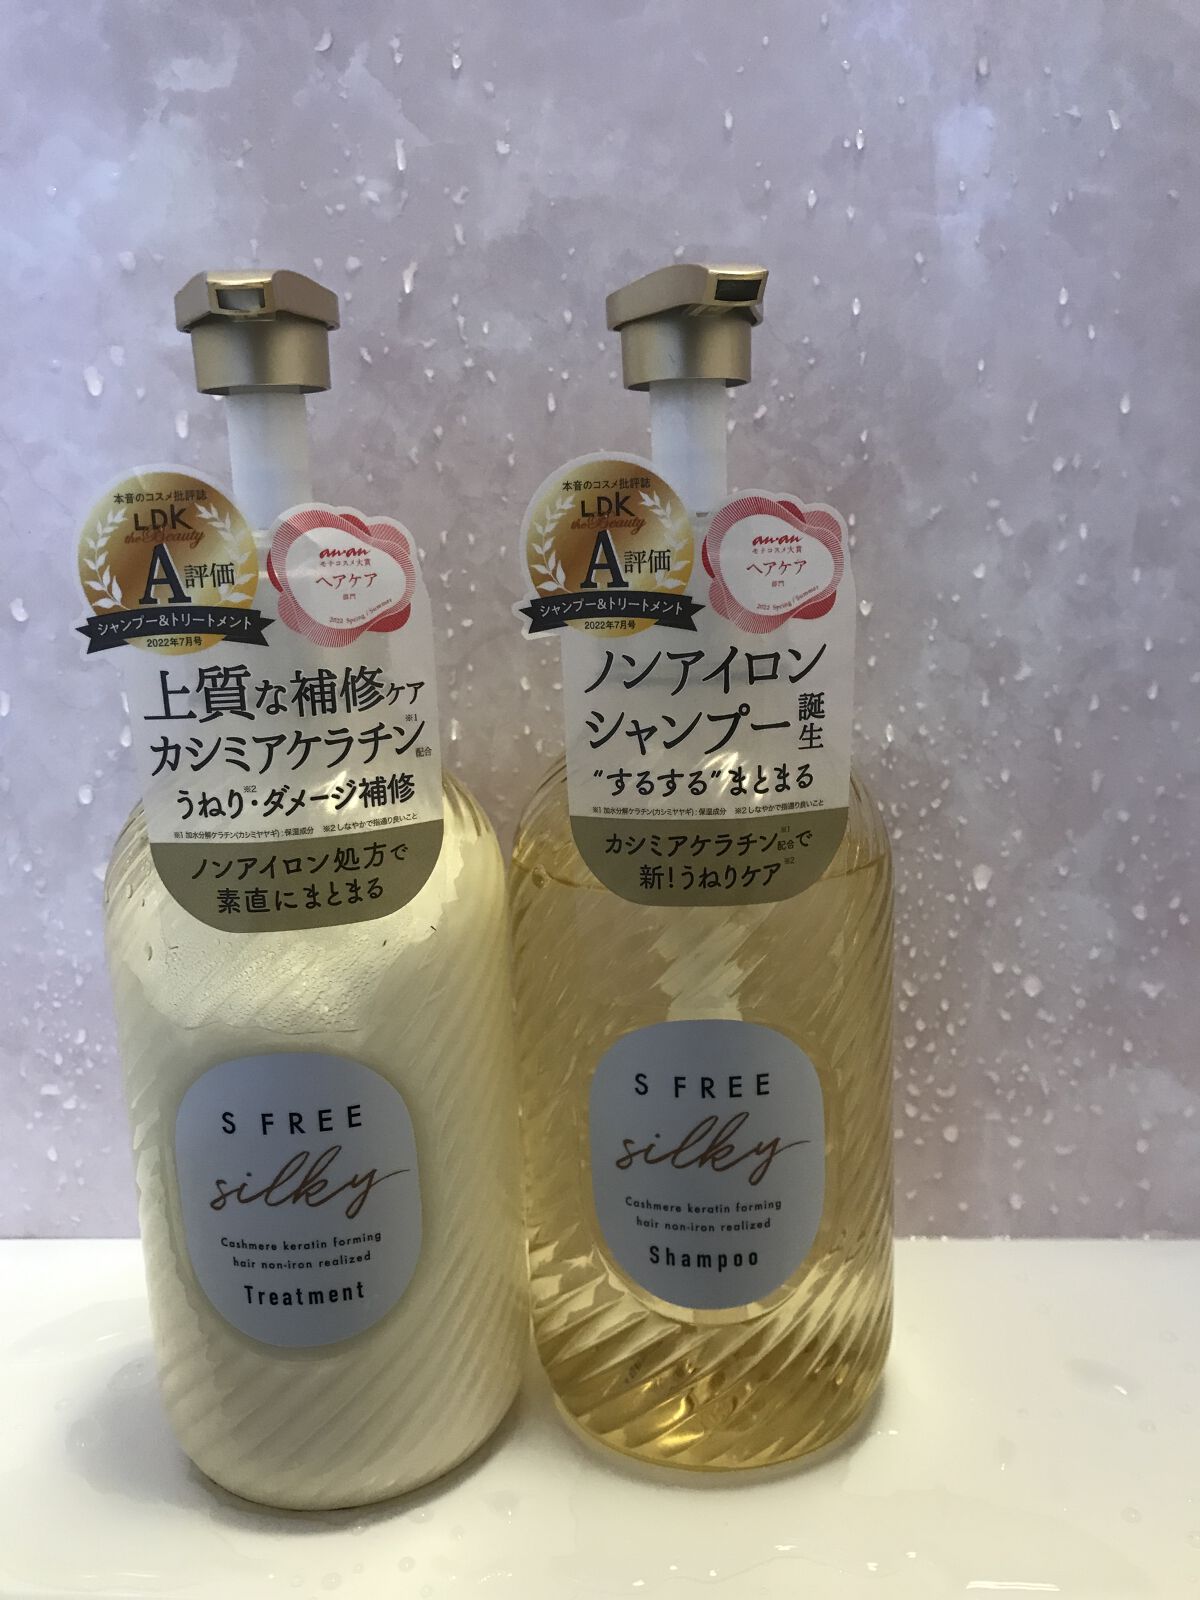 本音のコスメ批評誌
LDK
the Beauty
A評価
シャンプー&トリートメント
2022年7月号
an・an
モテコスメ大賞
ヘアケア
部門
2022 Spring / Summer
上質な補修ケア
カシミアケラチン※1配合
うねり※2・ダメージ補修
※1 加水分解ケラチン(カシミヤヤギ):保湿成分 ※2 しなやかで指通り良いこと
ノンアイロン処方で
素直にまとまる
S FREE
silky
Cashmere keratin forming
hair non-iron realized
Treatment
本音のコスメ批評誌
LDK
the Beauty
A評価
シャンプー&トリートメント
2022年7月号
an・an
モテコスメ大賞
ヘアケア
部門
2022 Spring / Summer
ノンアイロン
シャンプー誕生
"するする"まとまる
※1 加水分解ケラチン(カシミヤヤギ):保湿成分 ※2 しなやかで指通り良いこと
カシミアケラチン※1配合で
新!うねりケア※2
S FREE
silky
Cashmere keratin forming
hair non-iron realized
Shampoo